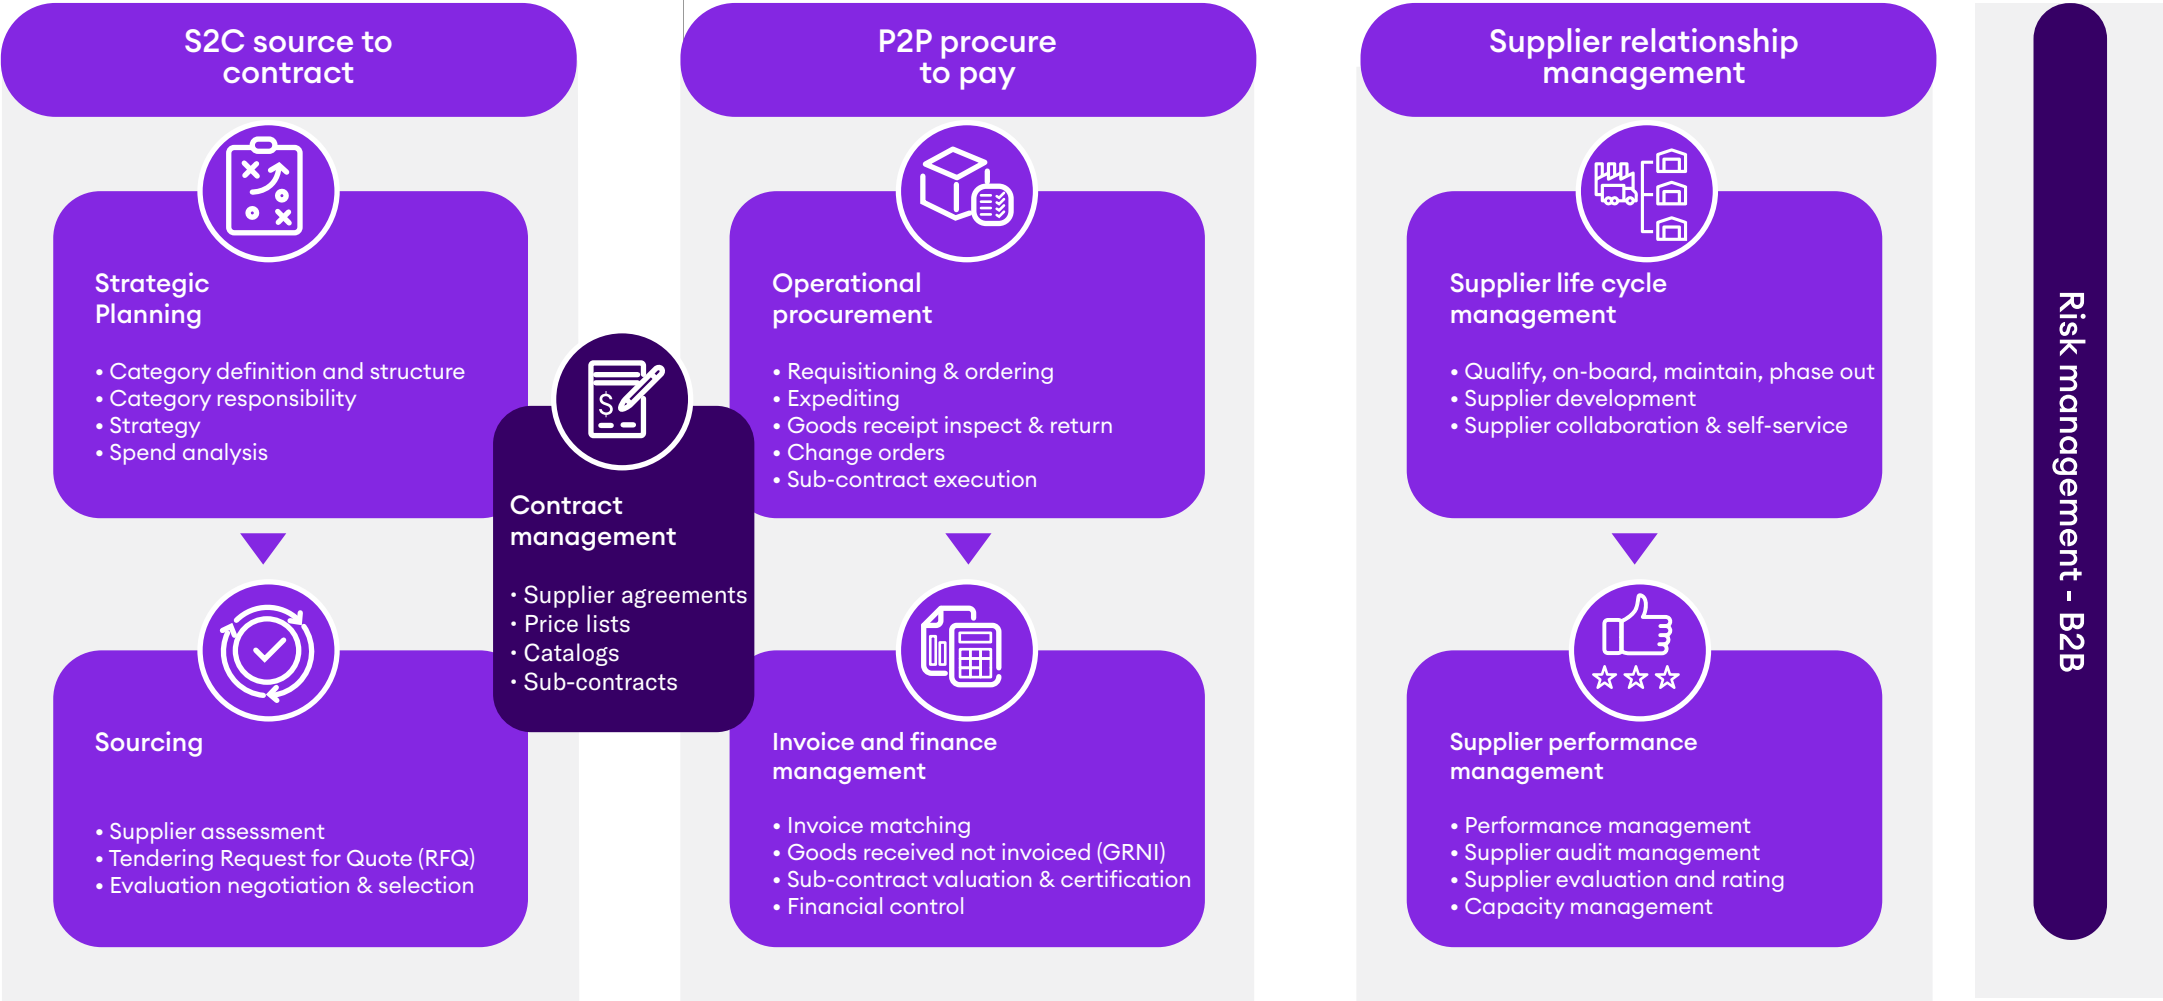 S2C source to
contract
Strategic
Planning
• Category definition and structure
• Category responsibility
• Strategy
• Spend analysis
Sourcing
• Supplier assessment
• Tendering Request for Quote (RFQ)
• Evaluation negotiation & selection
$
Contract
management
• Supplier agreements
• Price lists
• Catalogs
• Sub-contracts
P2P procure
to pay
Operational
procurement
• Requisitioning & ordering
• Expediting
• Goods receipt inspect & return
• Change orders
• Sub-contract execution
Invoice and finance
management
• Invoice matching
• Goods received not invoiced (GRNI)
• Sub-contract valuation & certification
• Financial control
Supplier relationship
management
Supplier life cycle
management
• Qualify, on-board, maintain, phase out
• Supplier development
• Supplier collaboration & self-service
Supplier performance
management
• Performance management
• Supplier audit management
• Supplier evaluation and rating
• Capacity management
Risk management - B2B